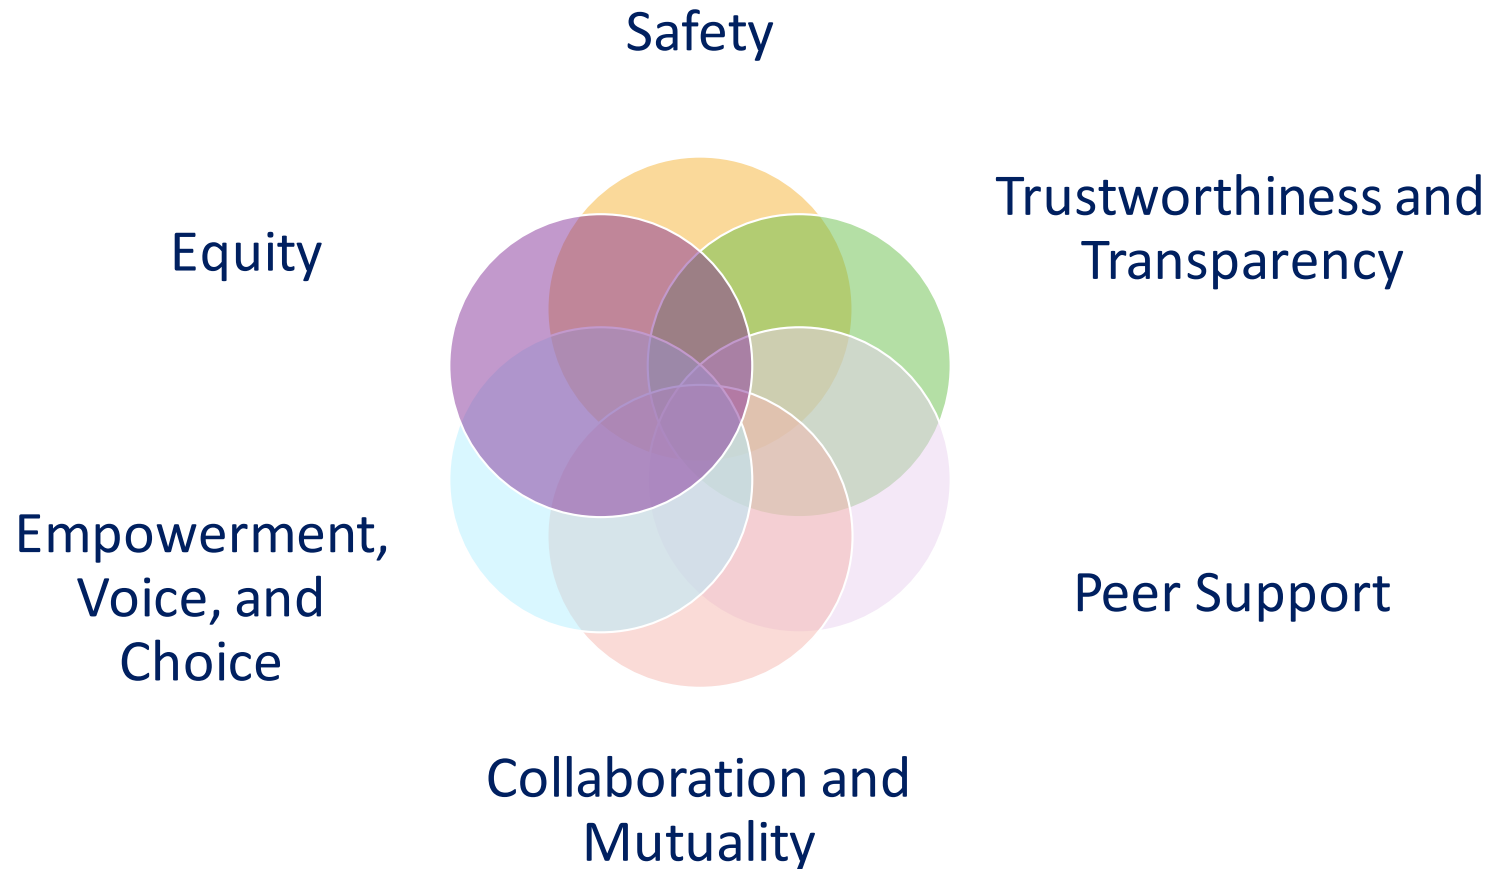 Safety
Trustworthiness and
Transparency
Equity
Empowerment,
Voice, and
Choice
Peer Support
Collaboration and
Mutuality